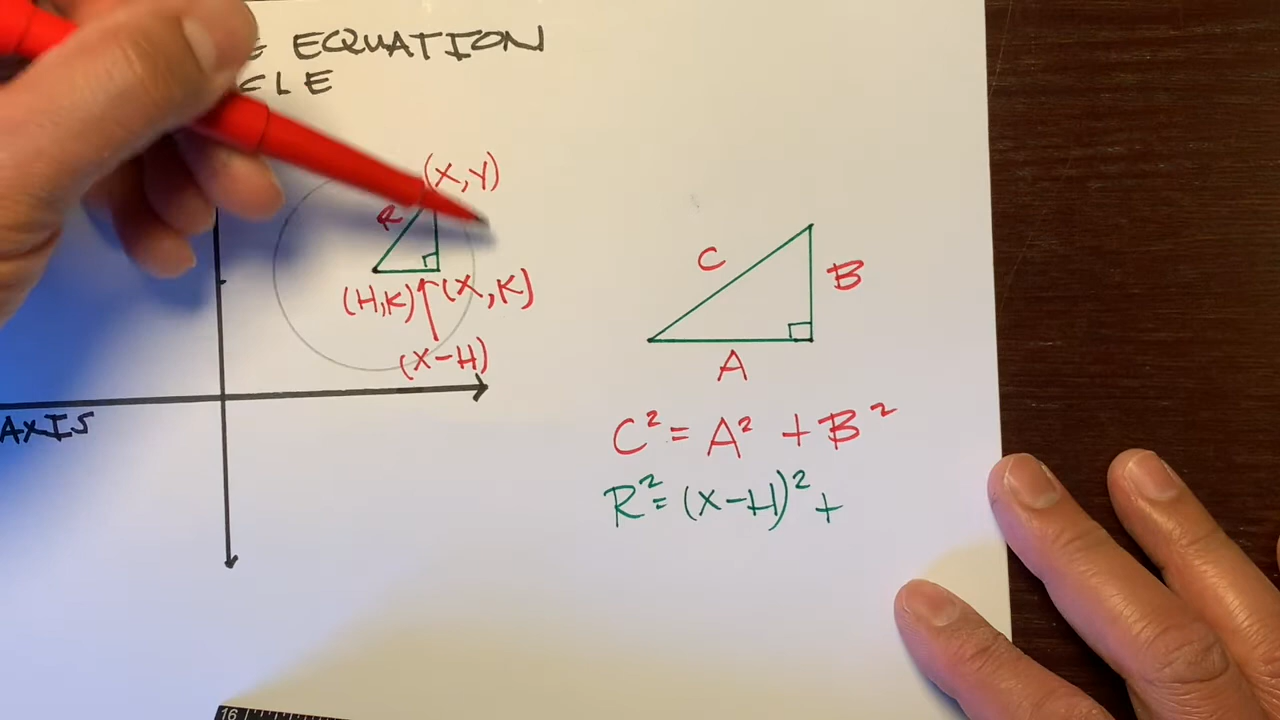 EQUATION
CLE
(X,Y)
R
(H,K) (X,K)
(X-H)
AXIS
C
B
A
C² = A² + B²
R² = (X-H)² +
16